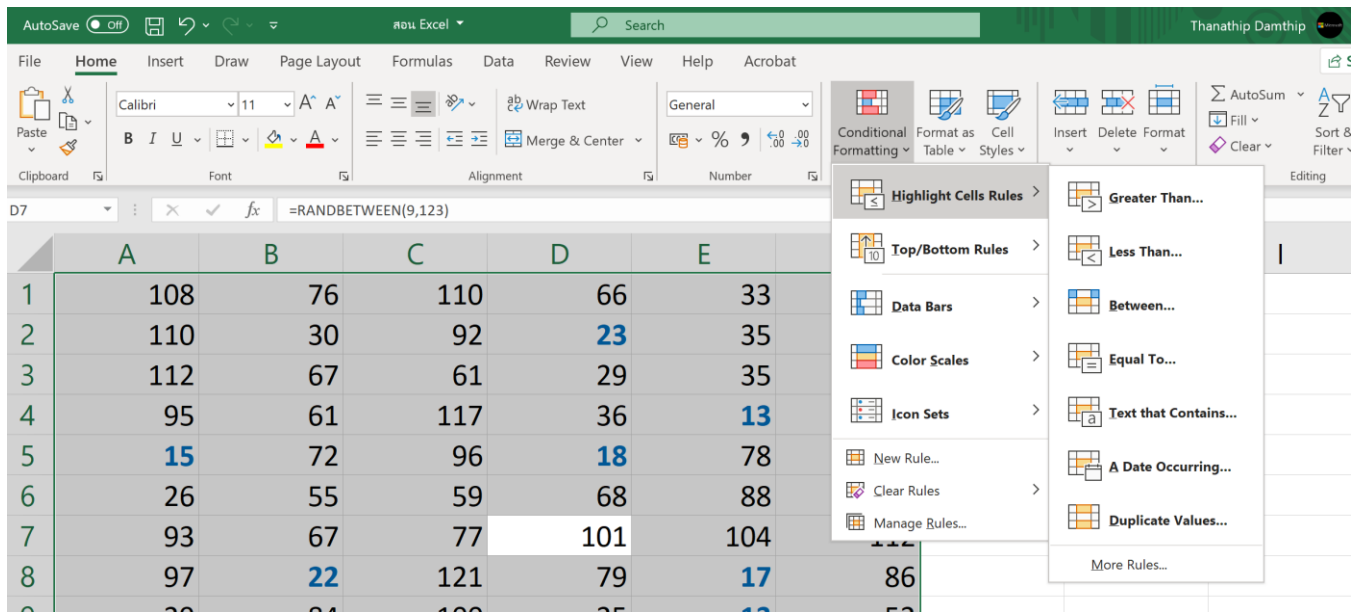 AutoSave Off สอน Excel Search Thanathip Damthip
File Home Insert Draw Page Layout Formulas Data Review View Help Acrobat
Calibri 11 A A Wrap Text General
Paste B I U A Merge & Center % 9 .00 .00 Conditional Formatting Format as Table Cell Styles Insert Delete Format AutoSum Fill Clear Sort & Filter
Clipboard Font Alignment Number Editing
D7 fx =RANDBETWEEN(9,123)
A B C D E I
1 108 76 110 66 33
2 110 30 92 23 35
3 112 67 61 29 35
4 95 61 117 36 13
5 15 72 96 18 78
6 26 55 59 68 88
7 93 67 77 101 104 112
8 97 22 121 79 17 86
Highlight Cells Rules
Top/Bottom Rules
Data Bars
Color Scales
Icon Sets
New Rule...
Clear Rules
Manage Rules...
Greater Than...
Less Than...
Between...
Equal To...
Text that Contains...
A Date Occurring...
Duplicate Values...
More Rules...